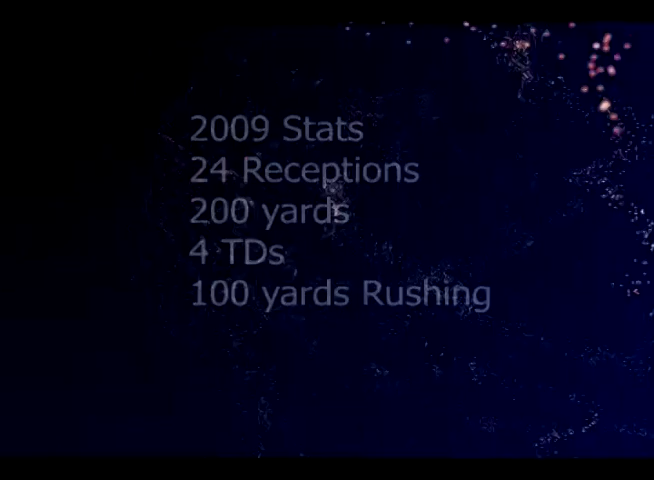 2009 Stats
24 Receptions
200 yards
4 TDs
100 yards Rushing